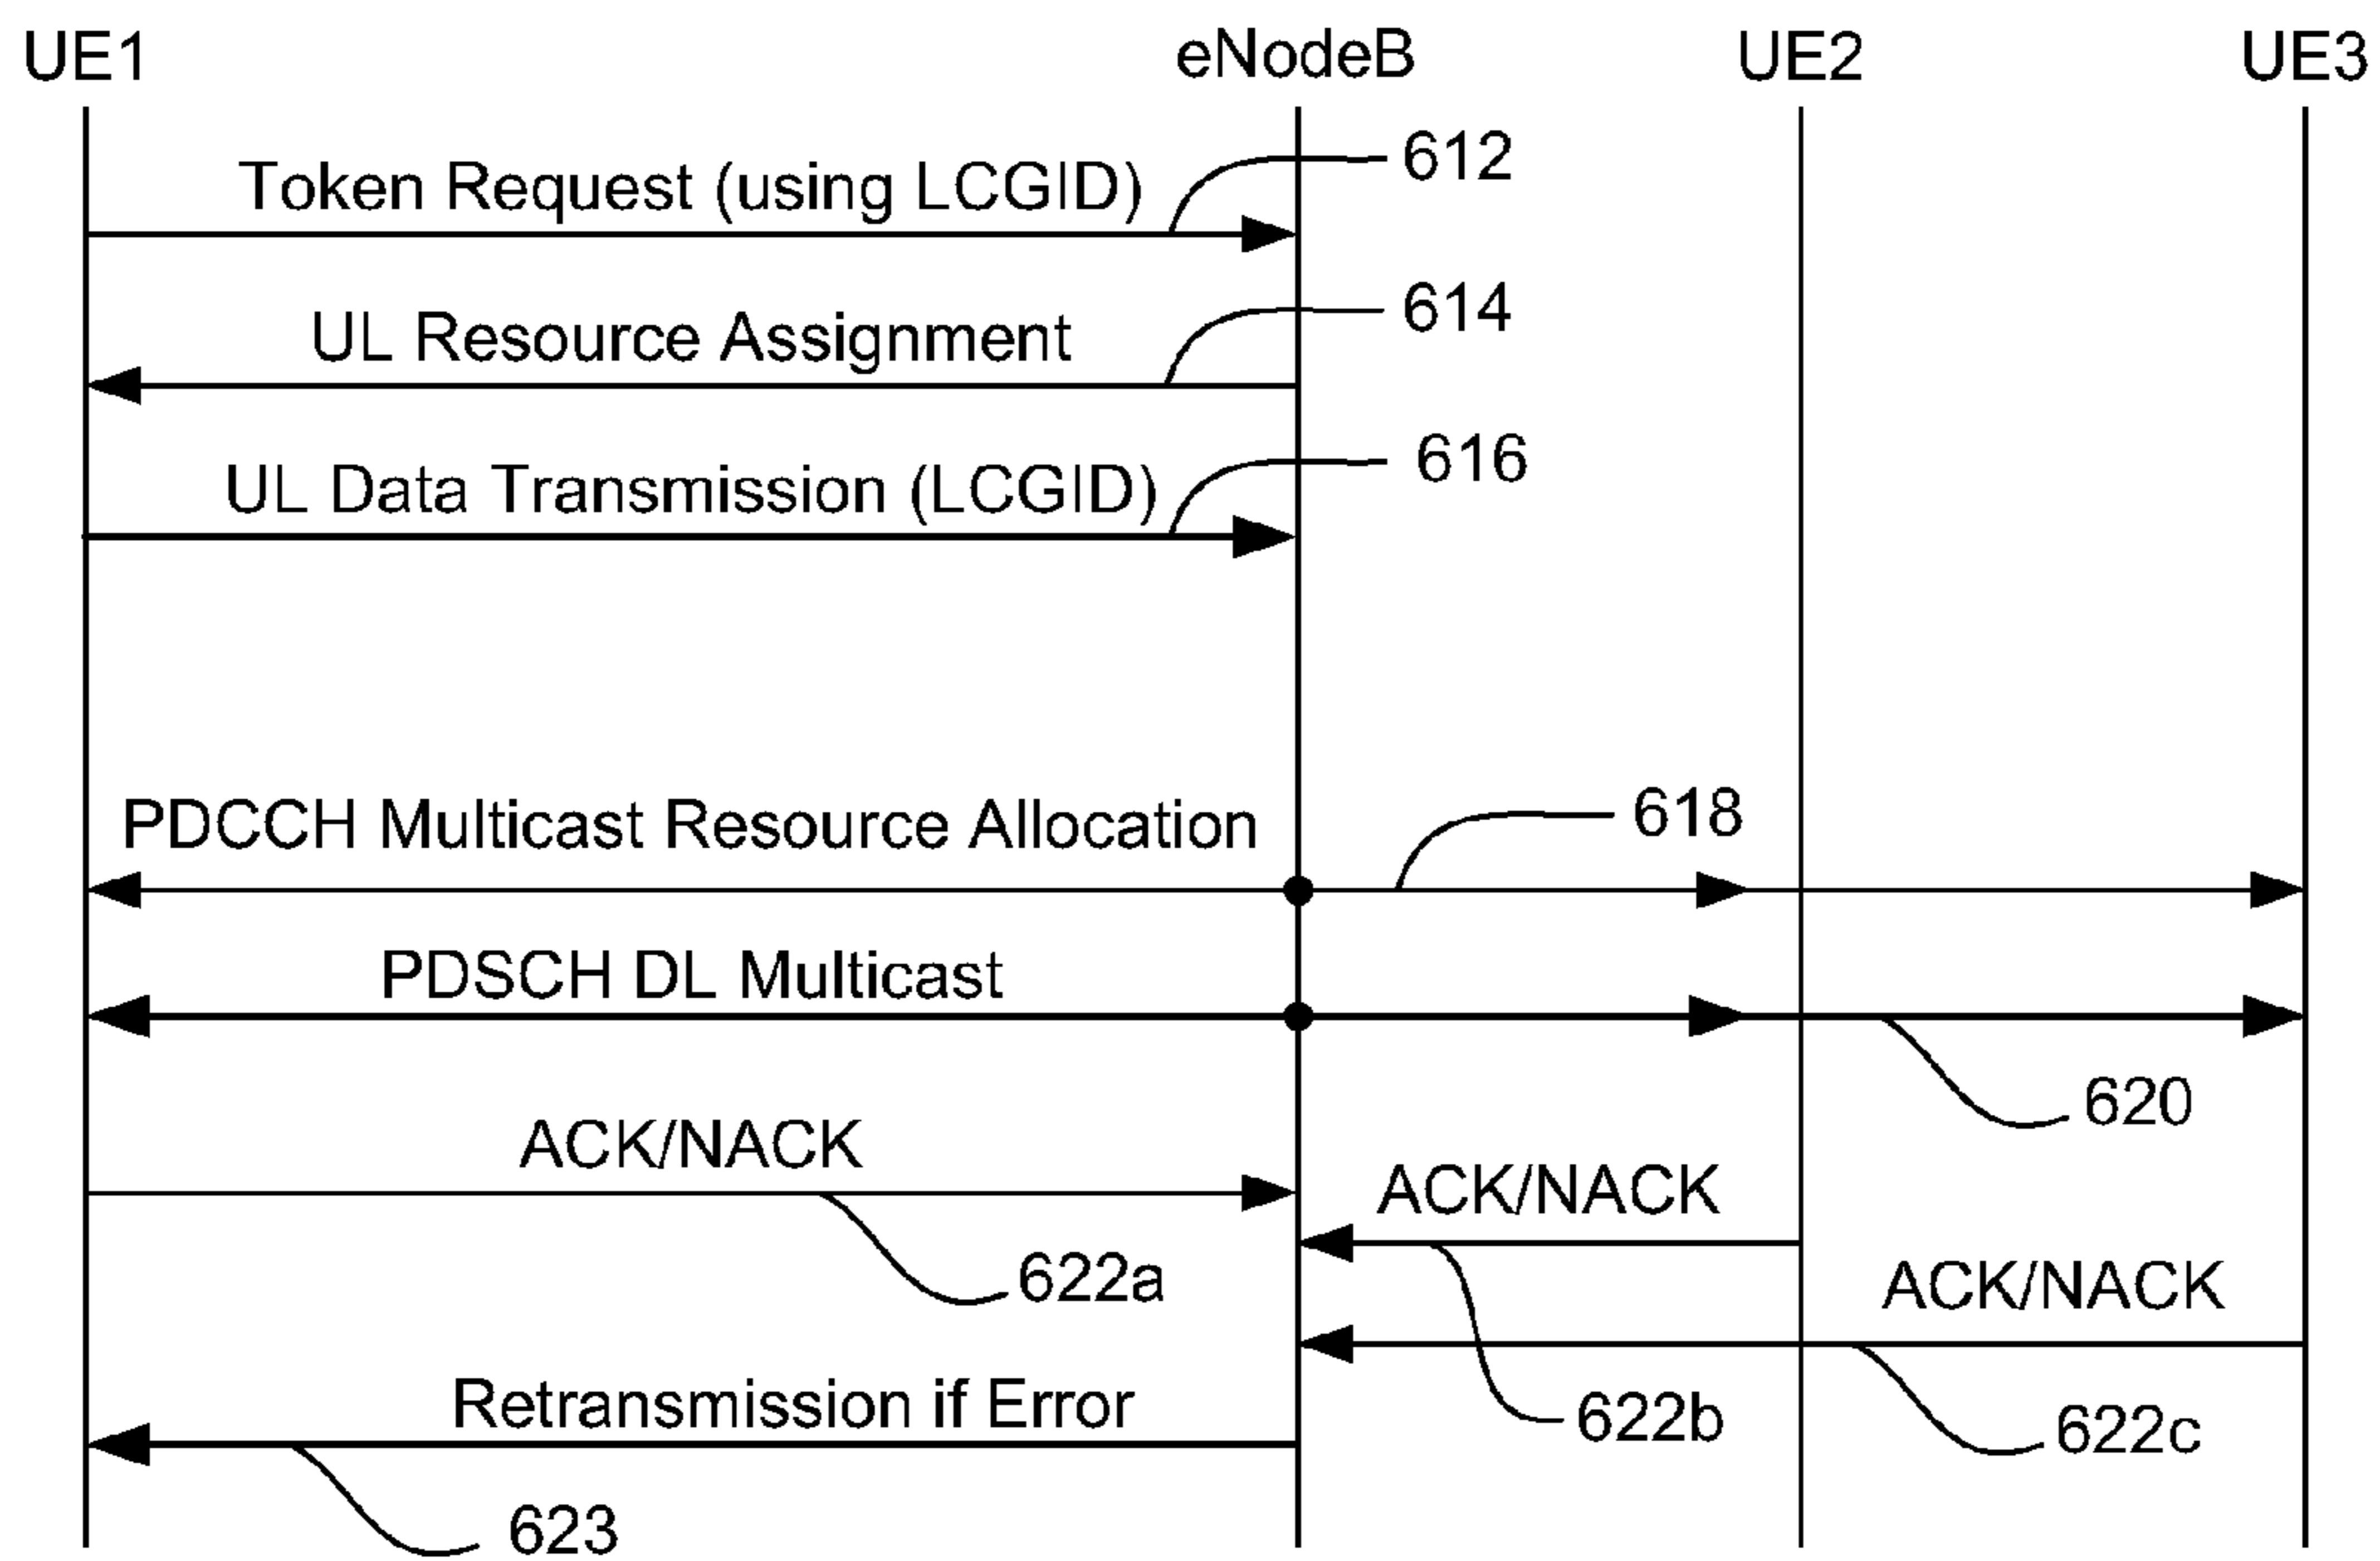 UE1 eNodeB UE2 UE3
612
Token Request (using LCGID)
614
UL Resource Assignment
616
UL Data Transmission (LCGID)
618
PDCCH Multicast Resource Allocation
PDSCH DL Multicast
620
ACK/NACK
ACK/NACK
622a
ACK/NACK
Retransmission if Error
622b
622c
623